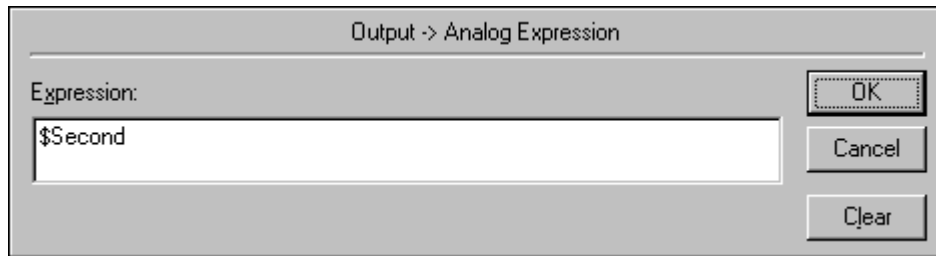 Output -> Analog Expression
Expression:
$Second
OK
Cancel
Clear